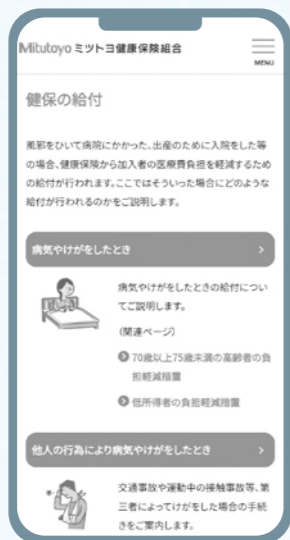 Mitutoyo ミツトヨ健康保険組合
MENU
健保の給付
風邪をひいて病院にかかった、出産のために入院をした等
の場合、健康保険から加入者の医療費負担を軽減するため
の給付が行われます。ここではそういった場合にどのような
給付が行われるのかをご説明します。
病気やけがをしたとき
病気やけがをしたときの給付につい
てご説明します。
(関連ページ)
70歳以上75歳未満の高齢者の負
担軽減措置
低所得者の負担軽減措置
他人の行為により病気やけがをしたとき
交通事故や運動中の接触事故等、第
三者によってけがをした場合の手続
きをご案内します。